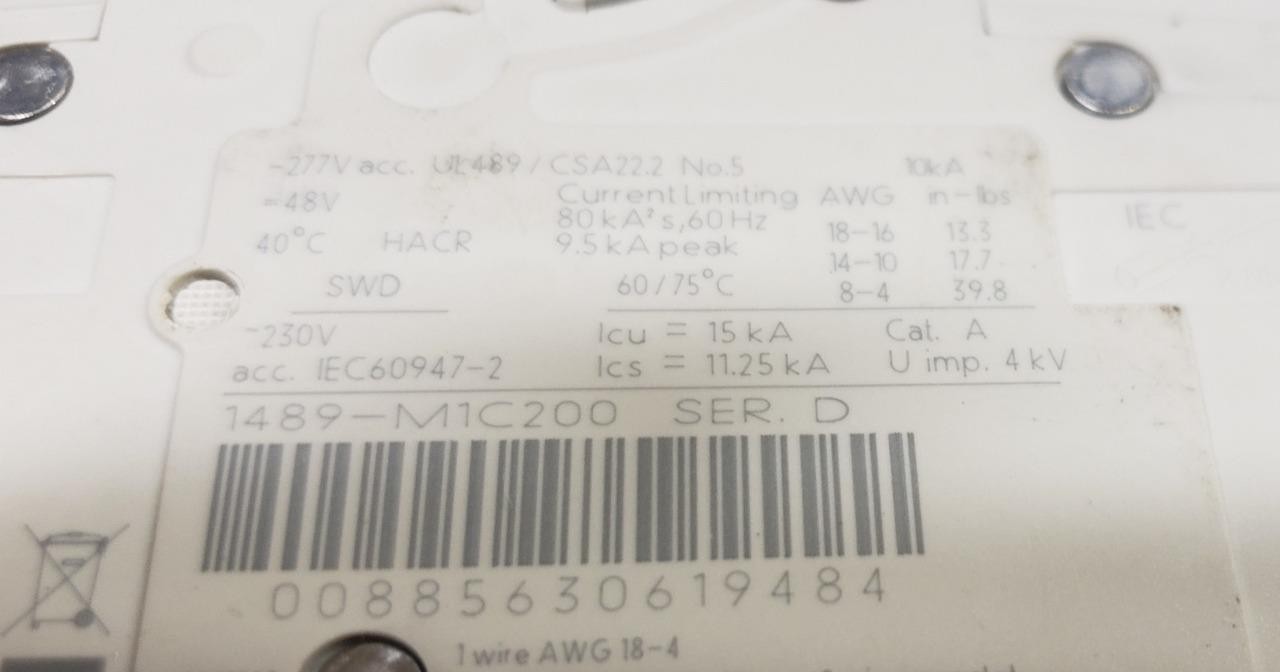 ~277V acc. UL489 / CSA22.2 No.5 10kA
=48V Current Limiting AWG in-lbs
80 kA²s, 60 Hz 18-16 13.3
40°C HACR 9.5 kA peak 14-10 17.7
SWD 60/75°C 8-4 39.8
~230V Icu = 15 kA Cat. A
acc. IEC60947-2 Ics = 11.25 kA U imp. 4 kV
1489-M1C200 SER. D
00885630619484
1 wire AWG 18-4
IEC